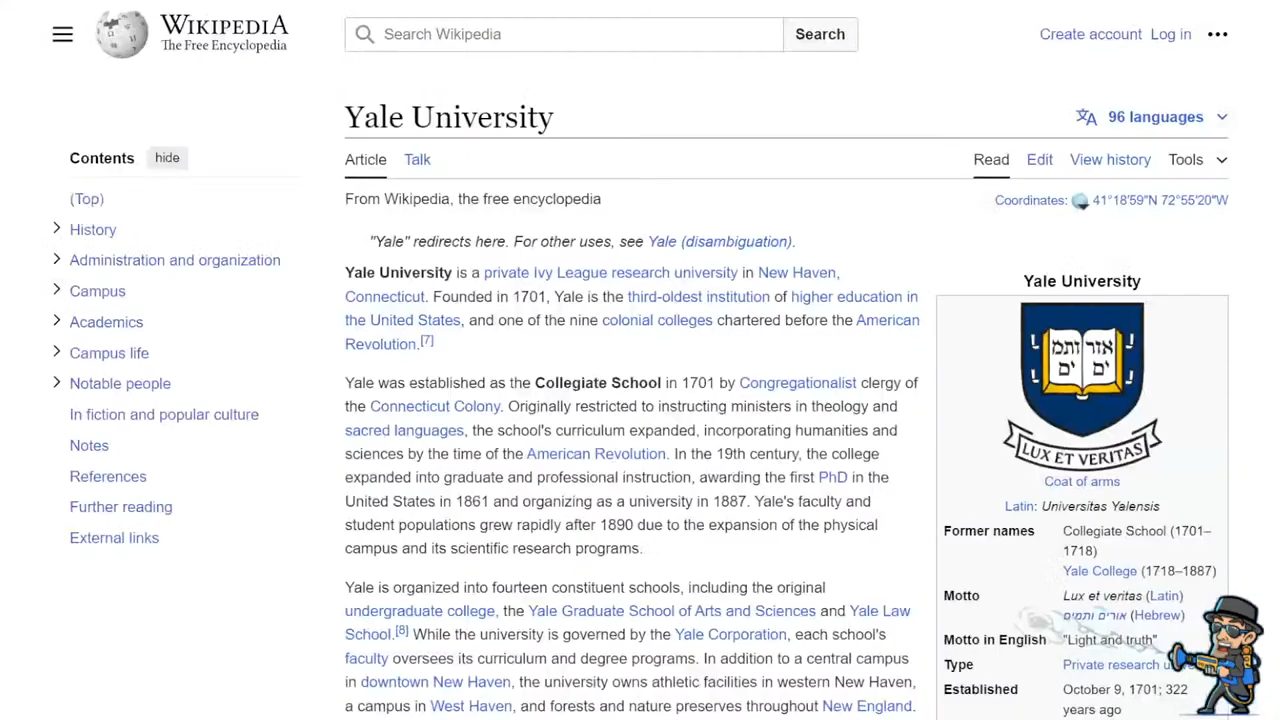 WIKIPEDIA
The Free Encyclopedia
Search Wikipedia
Search
Create account Log in
Yale University
96 languages
Article Talk
Read Edit View history Tools
Contents hide
(Top)
History
Administration and organization
Campus
Academics
Campus life
Notable people
In fiction and popular culture
Notes
References
Further reading
External links
From Wikipedia, the free encyclopedia
Coordinates: 41°18′59″N 72°55′20″W
"Yale" redirects here. For other uses, see Yale (disambiguation).
Yale University is a private Ivy League research university in New Haven,
Connecticut. Founded in 1701, Yale is the third-oldest institution of higher education in
the United States, and one of the nine colonial colleges chartered before the American
Revolution.[7]
Yale was established as the Collegiate School in 1701 by Congregationalist clergy of
the Connecticut Colony. Originally restricted to instructing ministers in theology and
sacred languages, the school's curriculum expanded, incorporating humanities and
sciences by the time of the American Revolution. In the 19th century, the college
expanded into graduate and professional instruction, awarding the first PhD in the
United States in 1861 and organizing as a university in 1887. Yale's faculty and
student populations grew rapidly after 1890 due to the expansion of the physical
campus and its scientific research programs.
Yale is organized into fourteen constituent schools, including the original
undergraduate college, the Yale Graduate School of Arts and Sciences and Yale Law
School.[8] While the university is governed by the Yale Corporation, each school's
faculty oversees its curriculum and degree programs. In addition to a central campus
in downtown New Haven, the university owns athletic facilities in western New Haven,
a campus in West Haven, and forests and nature preserves throughout New England.
Yale University
אורים
ותמים
LUX ET VERITAS
Coat of arms
Latin: Universitas Yalensis
Former names Collegiate School (1701–
1718)
Yale College (1718–1887)
Motto Lux et veritas (Latin)
אורים ותמים (Hebrew)
Motto in English "Light and truth"
Type Private research
Established October 9, 1701; 322
years ago